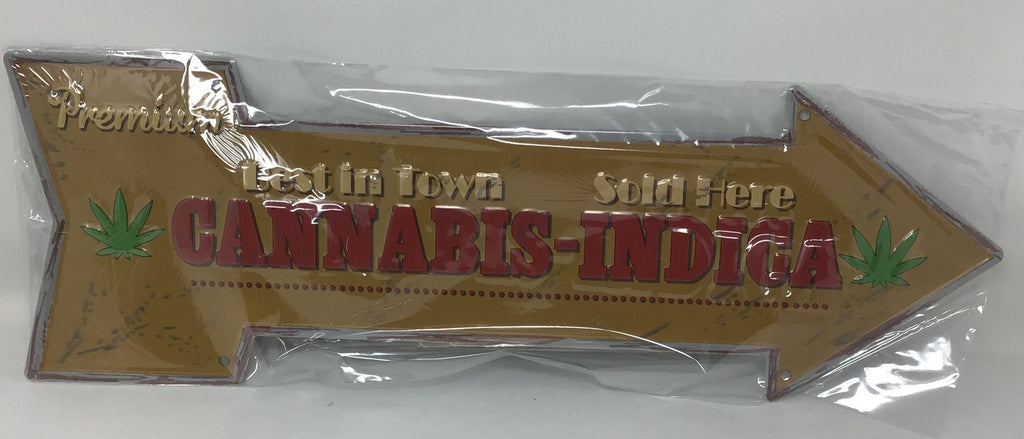 Premium
Best in Town Sold Here
CANNABIS-INDICA